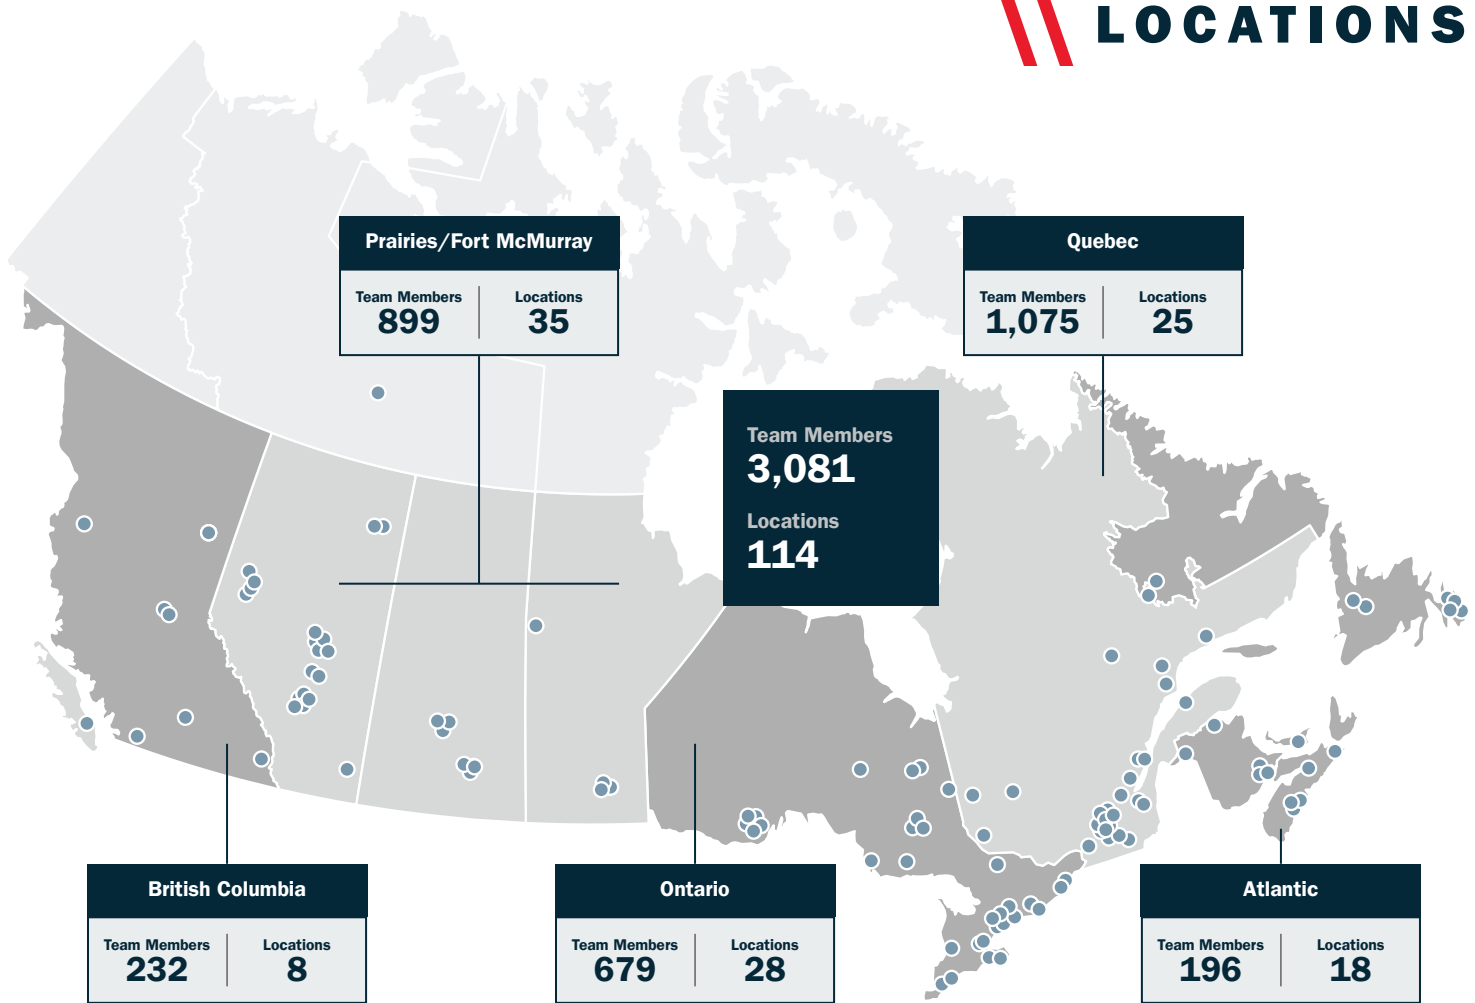 LOCATIONS
Prairies/Fort McMurray
Team Members Locations
899 35
Quebec
Team Members Locations
1,075 25
Team Members
3,081
Locations
114
British Columbia
Team Members Locations
232 8
Ontario
Team Members Locations
679 28
Atlantic
Team Members Locations
196 18